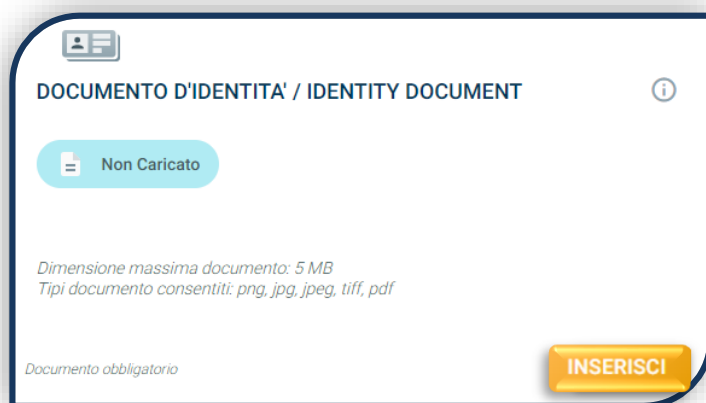 DOCUMENTO D'IDENTITA' / IDENTITY DOCUMENT
Non Caricato
Dimensione massima documento: 5 MB
Tipi documento consentiti: png, jpg, jpeg, tiff, pdf
Documento obbligatorio
INSERISCI